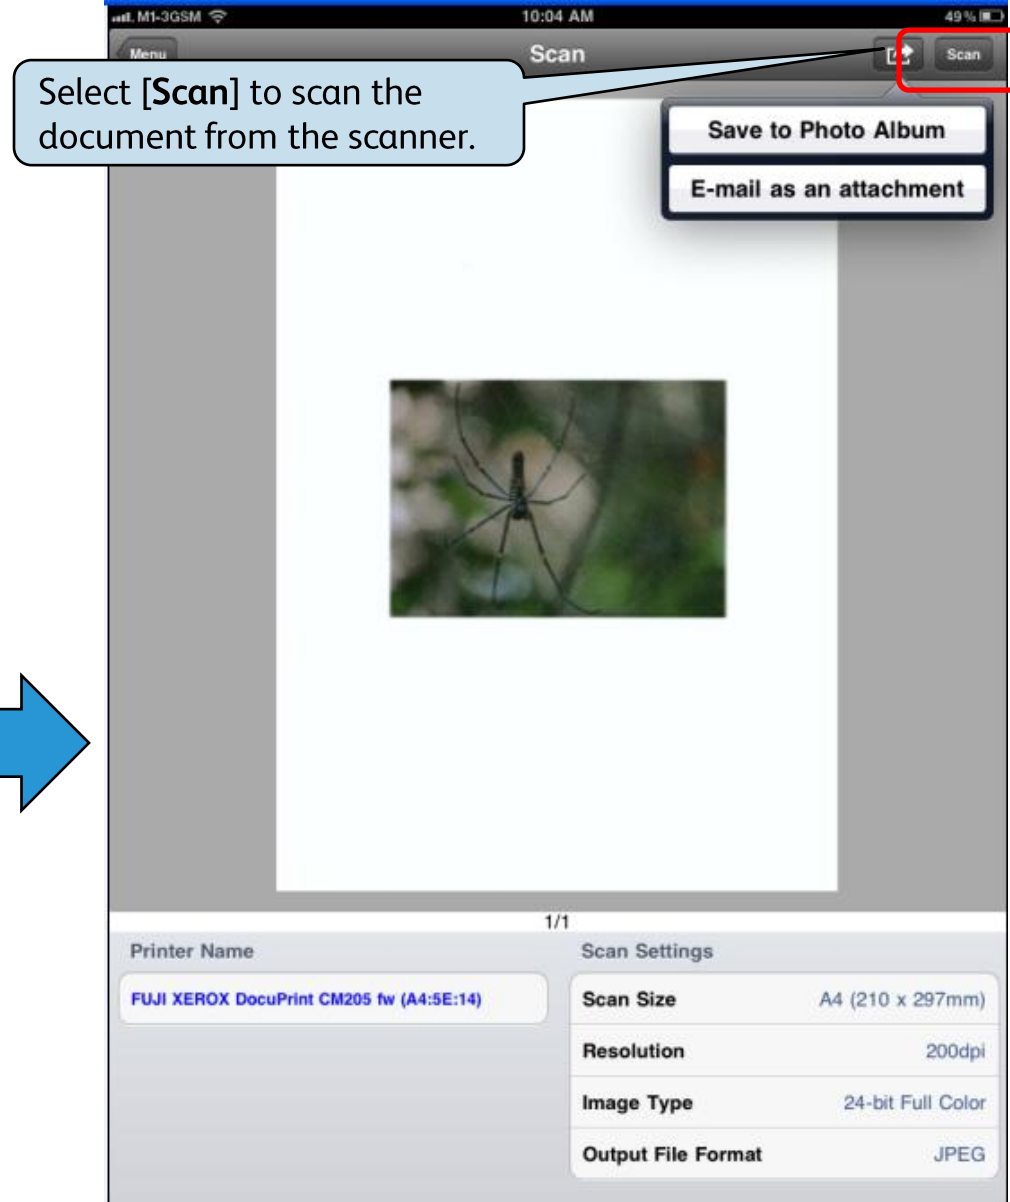 M1-3GSM
10:04 AM
49%
Menu
Scan
Scan
Select [Scan] to scan the
document from the scanner.
Save to Photo Album
E-mail as an attachment
1/1
Printer Name
Scan Settings
FUJI XEROX DocuPrint CM205 fw (A4:5E:14)
Scan Size A4 (210 x 297mm)
Resolution 200dpi
Image Type 24-bit Full Color
Output File Format JPEG